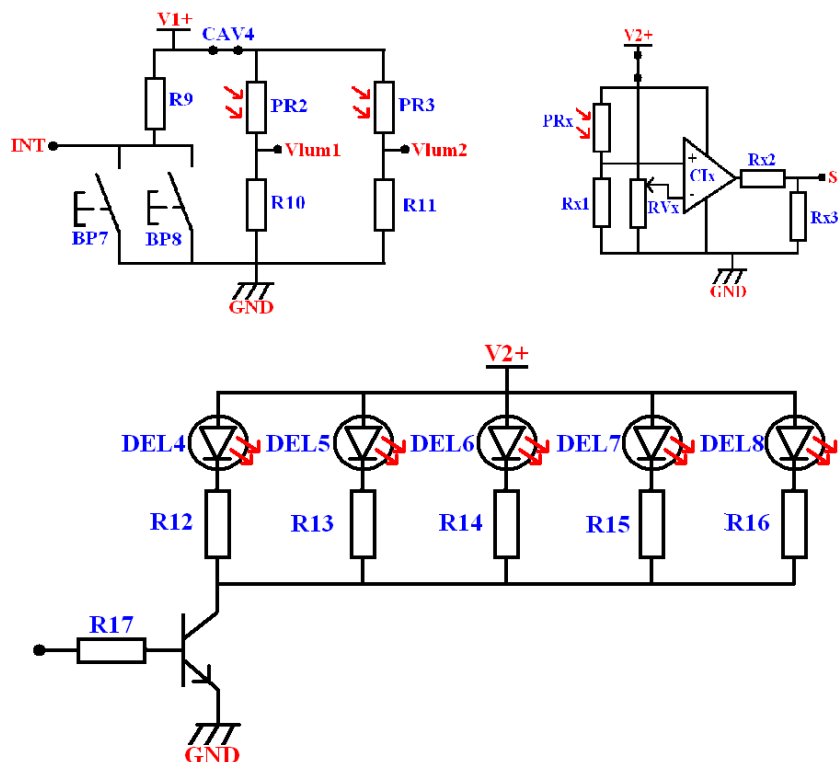 V1+
CAV4
R9
PR2
PR3
INT
Vlum1
Vlum2
BP7
BP8
R10
R11
GND
V2+
PRx
+
CIx
-
Rx2
S
Rx1
RVx
Rx3
GND
V2+
DEL4
DEL5
DEL6
DEL7
DEL8
R12
R13
R14
R15
R16
R17
GND